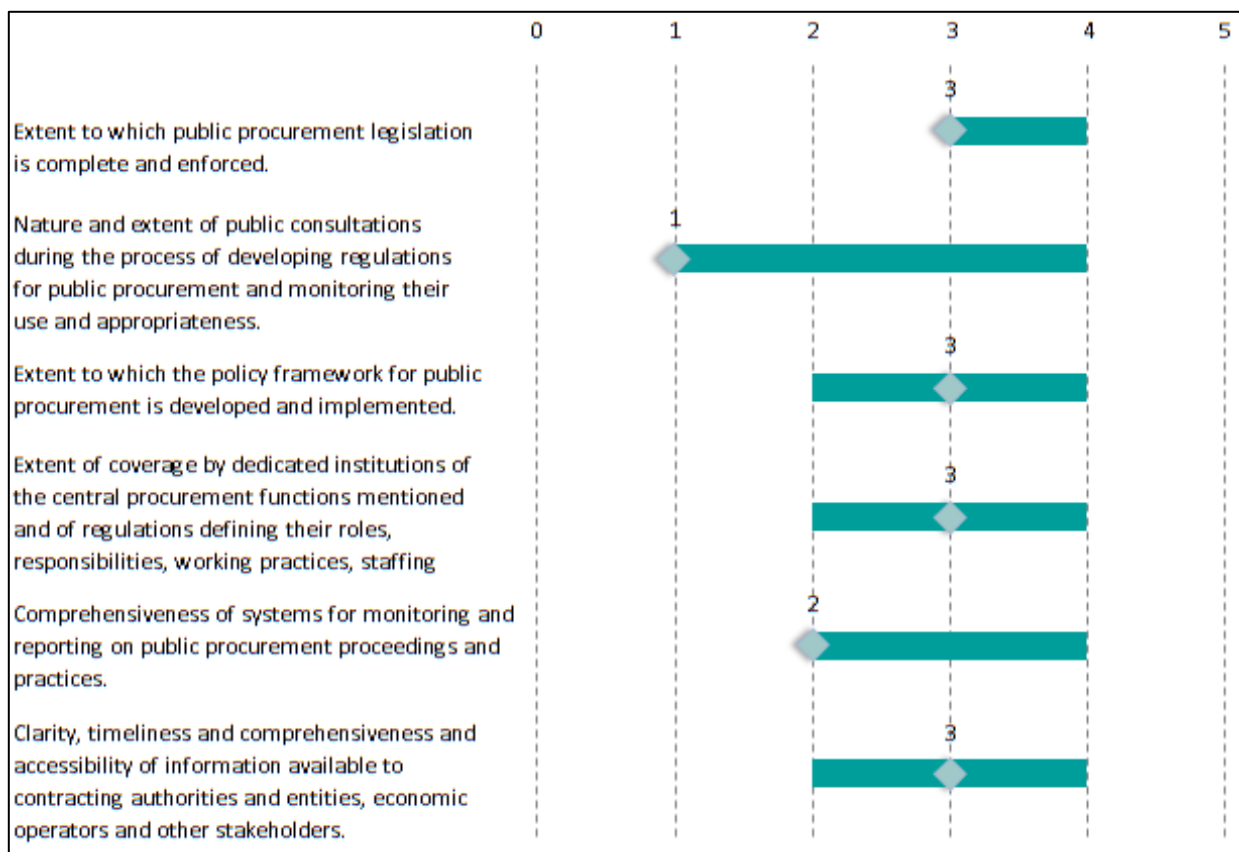 0 1 2 3 4 5
3
Extent to which public procurement legislation
is complete and enforced.
1
Nature and extent of public consultations
during the process of developing regulations
for public procurement and monitoring their
use and appropriateness.
3
Extent to which the policy framework for public
procurement is developed and implemented.
3
Extent of coverage by dedicated institutions of
the central procurement functions mentioned
and of regulations defining their roles,
responsibilities, working practices, staffing
2
Comprehensiveness of systems for monitoring and
reporting on public procurement proceedings and
practices.
3
Clarity, timeliness and comprehensiveness and
accessibility of information available to
contracting authorities and entities, economic
operators and other stakeholders.